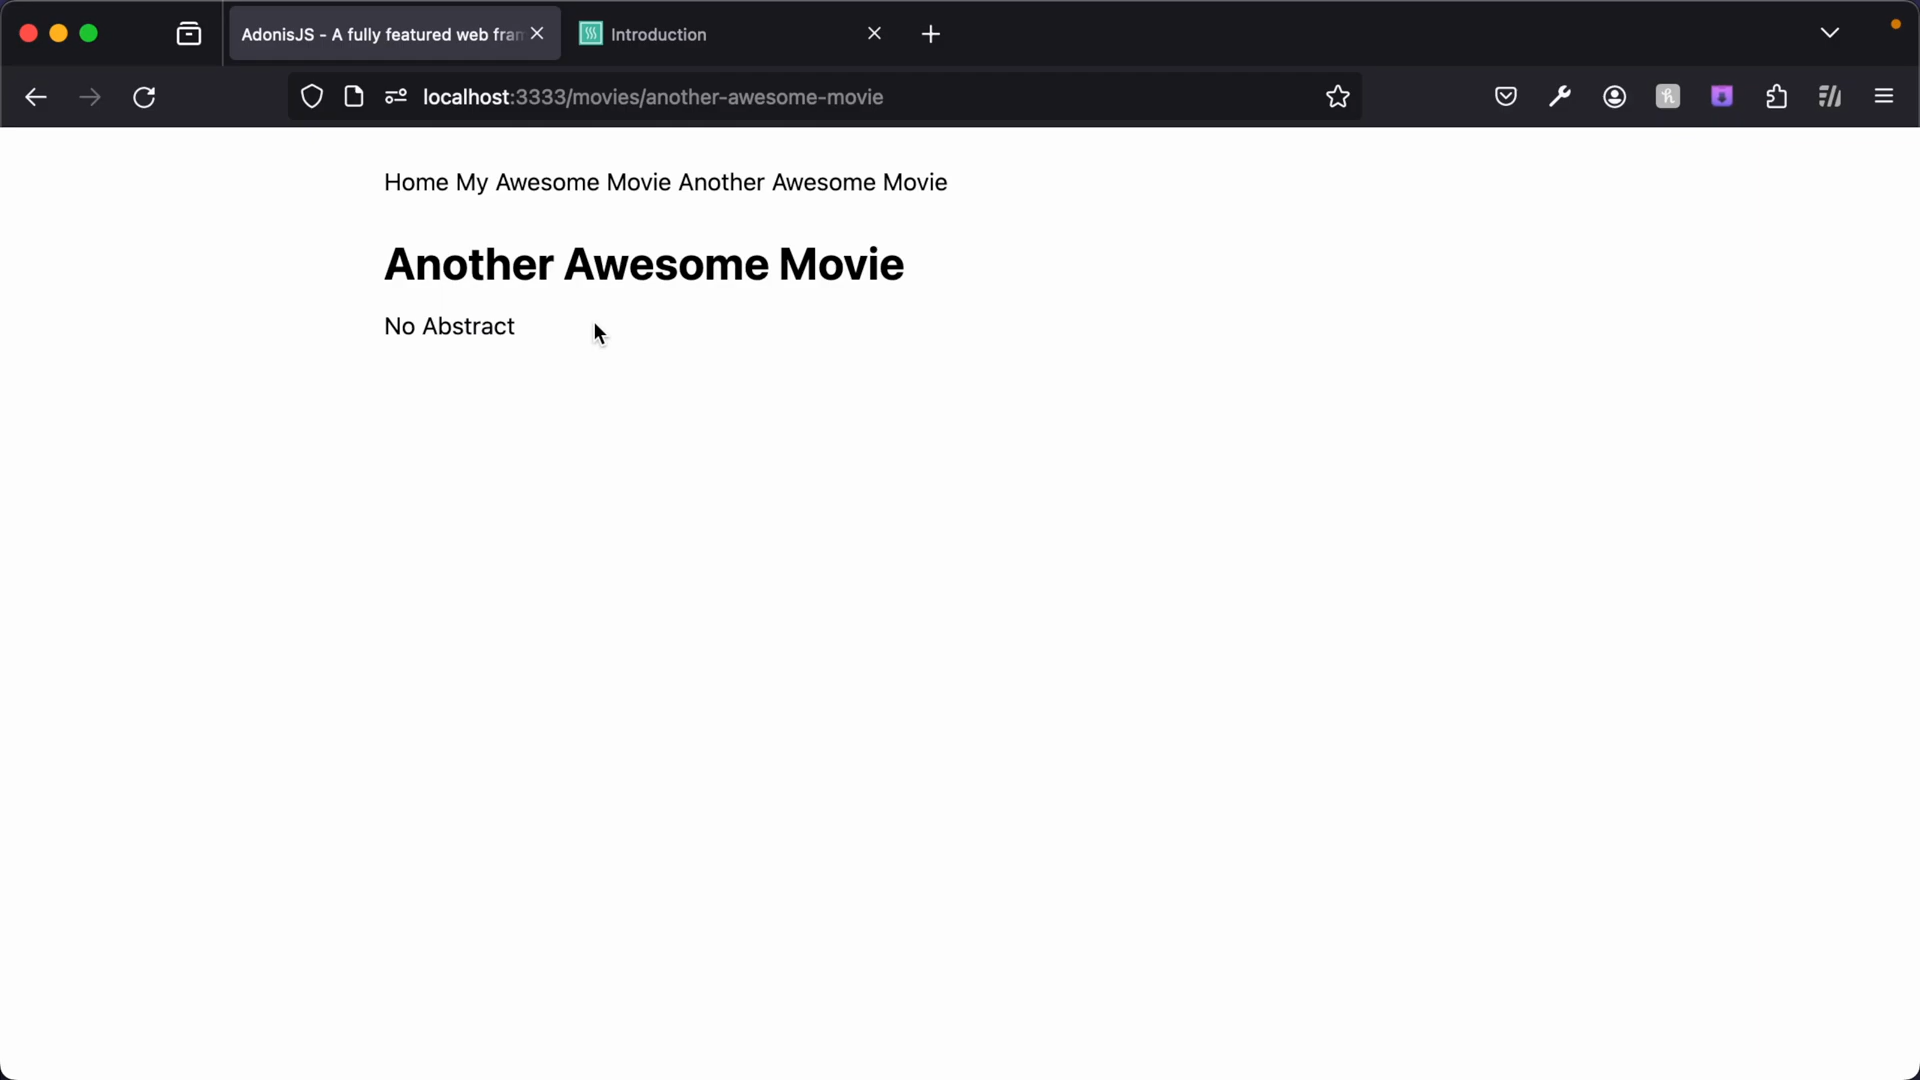 AdonisJS - A fully featured web fram
Introduction
localhost:3333/movies/another-awesome-movie
Home My Awesome Movie Another Awesome Movie
Another Awesome Movie
No Abstract